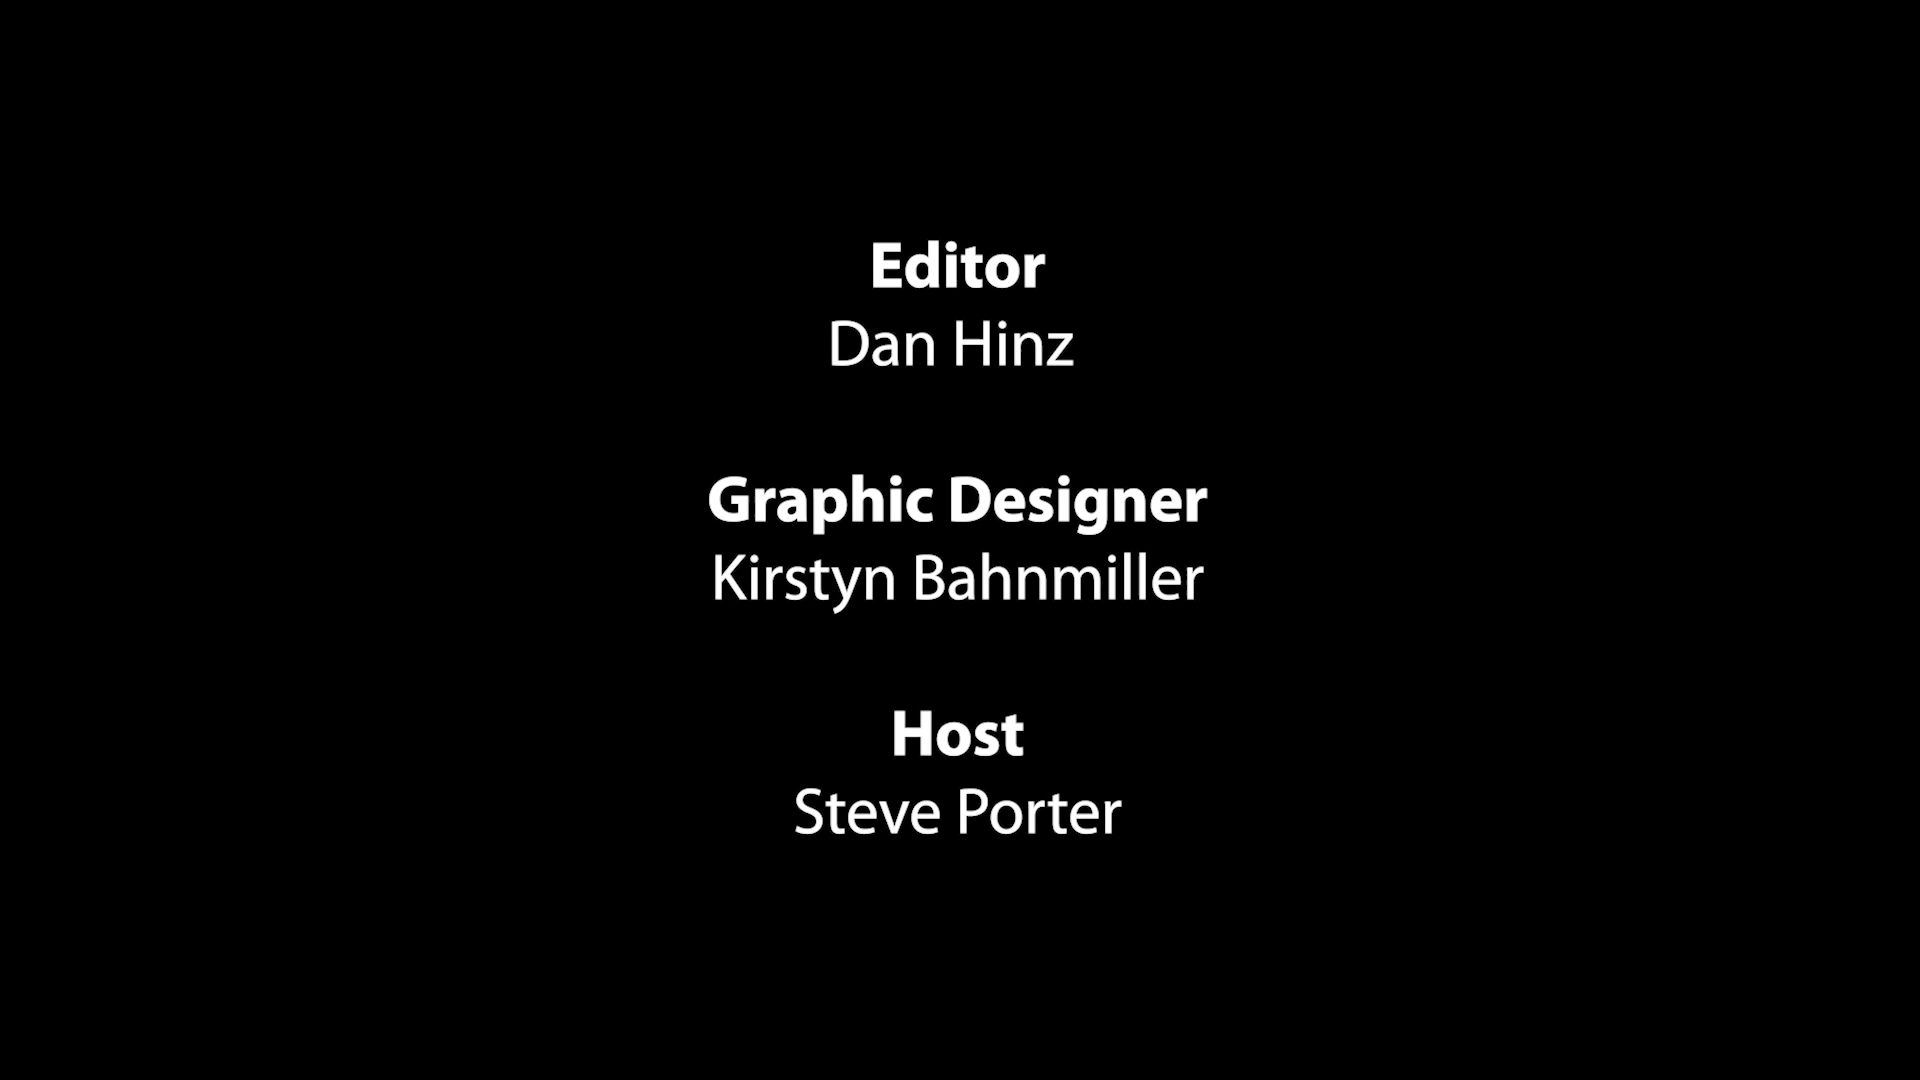 Editor
Dan Hinz
Graphic Designer
Kirstyn Bahnmiller
Host
Steve Porter